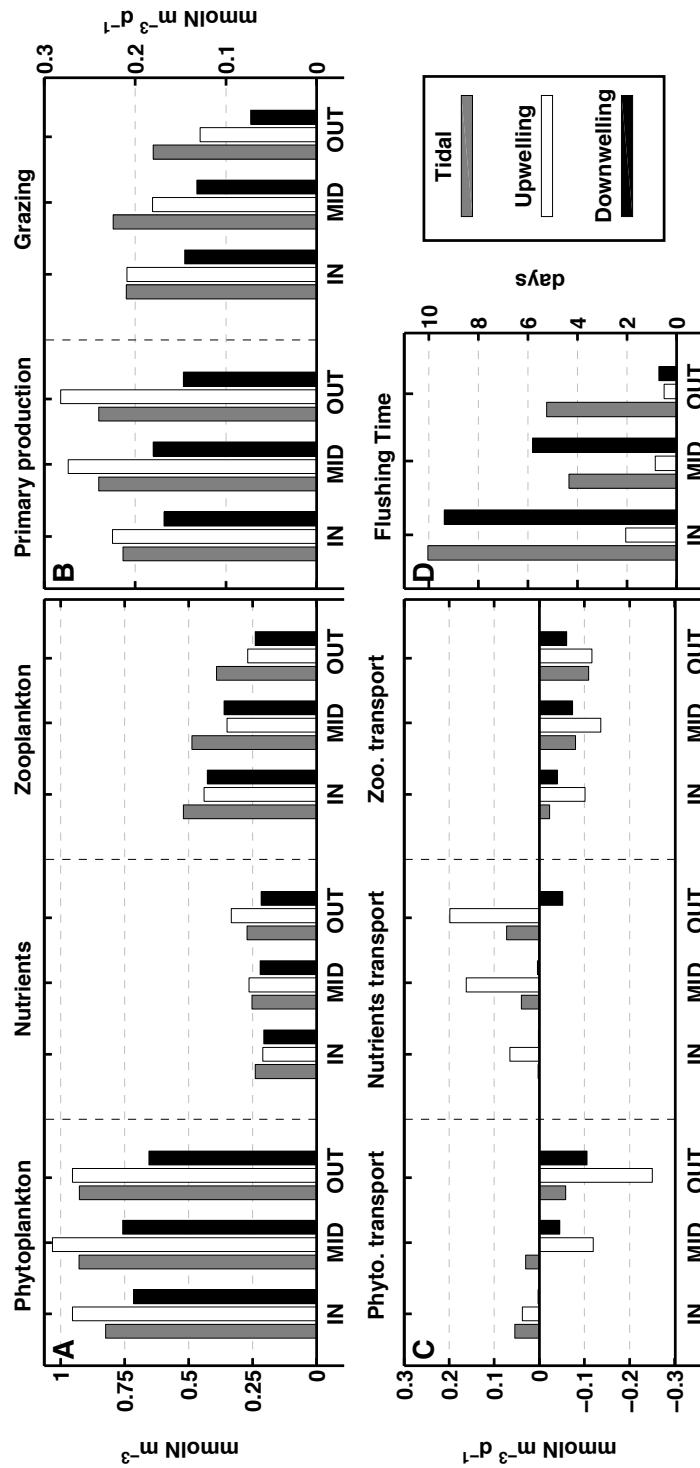 A
Phytoplankton
Nutrients
Zooplankton
mmolN m⁻³
1
0.75
0.5
0.25
0
IN MID OUT IN MID OUT IN MID OUT
B
Primary production
Grazing
mmolN m⁻³ d⁻¹
0.3
0.2
0.1
0
IN MID OUT IN MID OUT
C
Phyto. transport
Nutrients transport
Zoo. transport
mmolN m⁻³ d⁻¹
0.3
0.2
0.1
0
−0.1
−0.2
−0.3
IN MID OUT IN MID OUT IN MID OUT
D
Flushing Time
days
10
8
6
4
2
0
IN MID OUT
Tidal
Upwelling
Downwelling